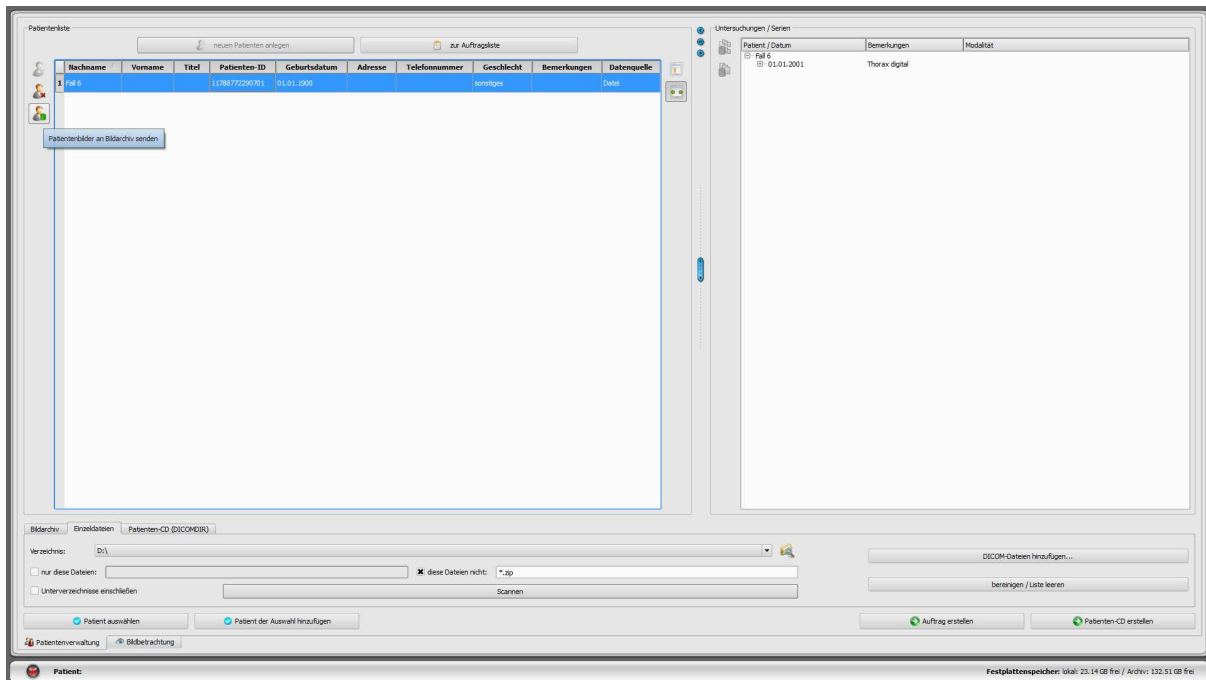 Patientenliste
neuen Patienten anlegen
zur Auftragsliste
Nachname Vorname Titel Patienten-ID Geburtsdatum Adresse Telefonnummer Geschlecht Bemerkungen Datenquelle
1 Fall 6 11788772290701 01.01.1900 sonstiges Datei
Patientenbilder an Bildarchiv senden
Untersuchungen / Serien
Patient / Datum Bemerkungen Modalität
Fall 6
01.01.2001 Thorax digital
Bildarchiv Einzeldateien Patienten-CD (DICOMDIR)
Verzeichnis: D:\
nur diese Dateien: diese Dateien nicht: *.zip
Unterverzeichnisse einschließen Scannen
DICOM-Dateien hinzufügen...
bereinigen / Liste leeren
Patient auswählen Patient der Auswahl hinzufügen Auftrag erstellen Patienten-CD erstellen
Patientenverwaltung Bildbetrachtung
Patient: Festplattenspeicher: lokal: 23.14 GB frei / Archiv: 132.51 GB frei